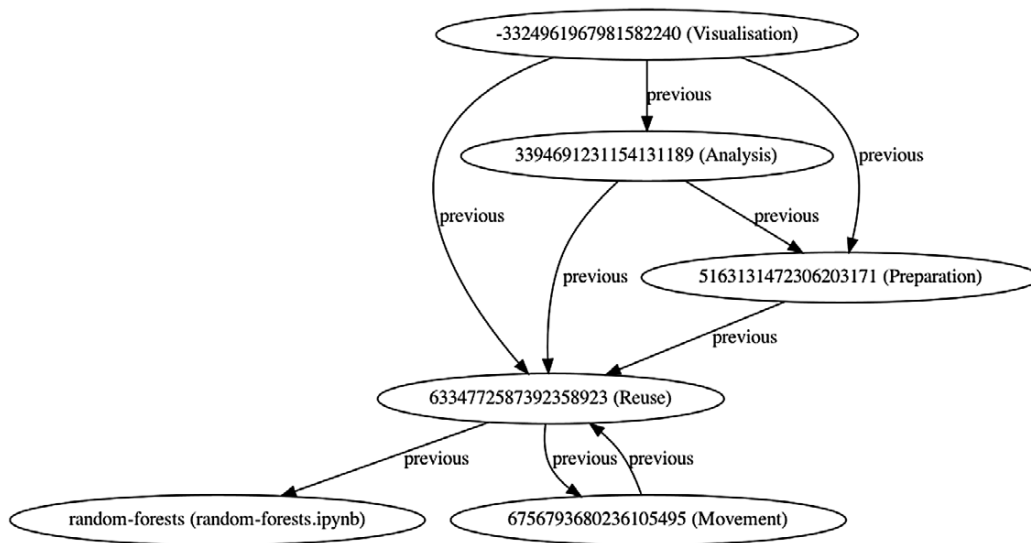 -3324961967981582240 (Visualisation)
previous
3394691231154131189 (Analysis)
previous
previous
previous
5163131472306203171 (Preparation)
previous
previous
6334772587392358923 (Reuse)
previous
previous
previous
random-forests (random-forests.ipynb)
6756793680236105495 (Movement)